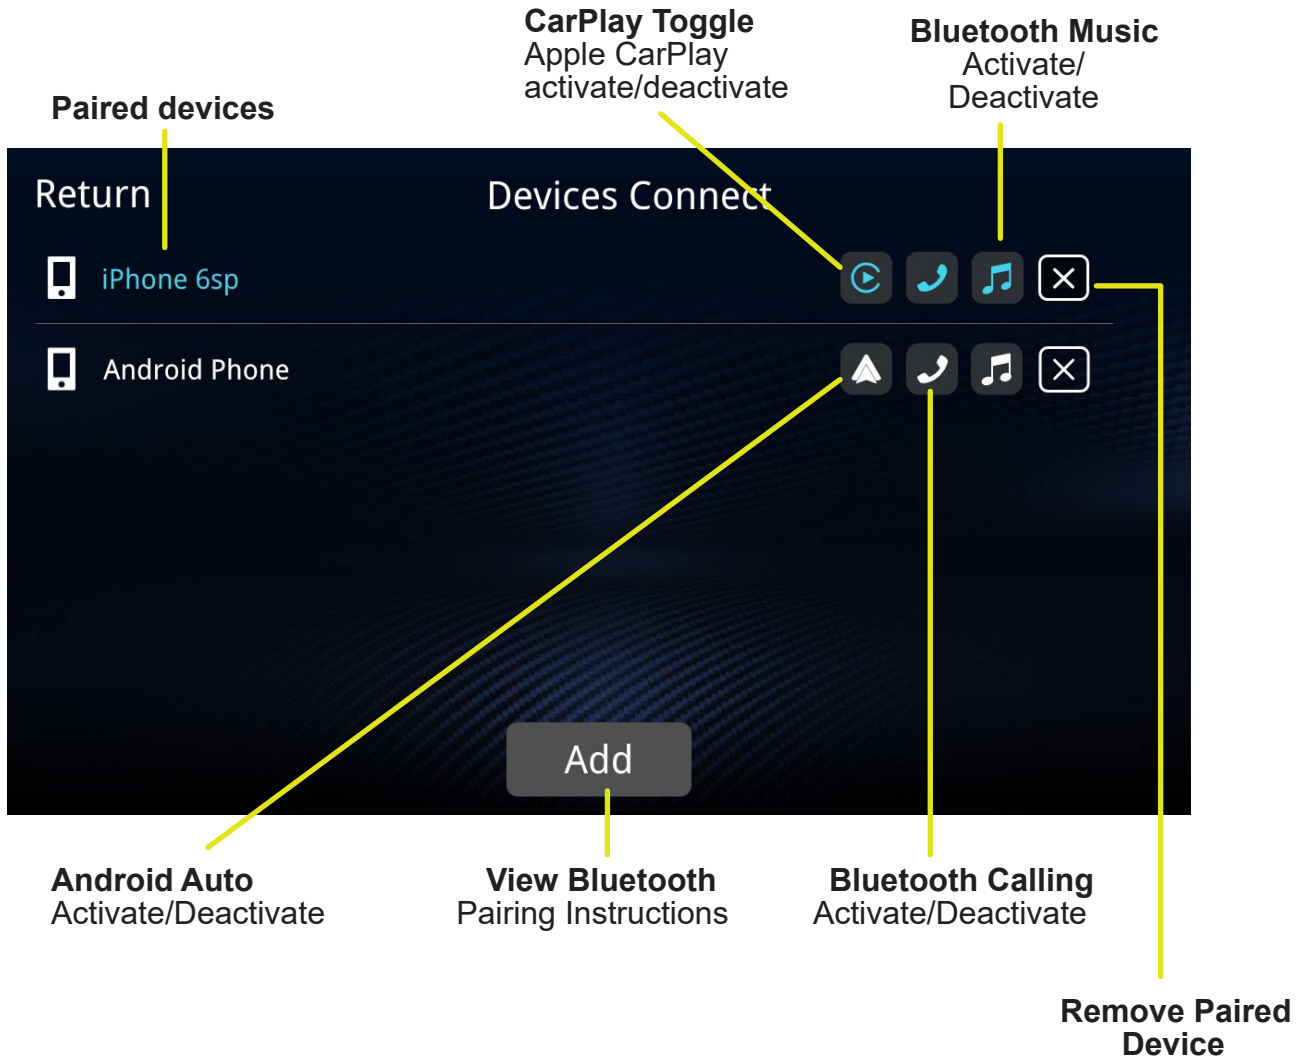 CarPlay Toggle
Apple CarPlay
activate/deactivate
Bluetooth Music
Activate/
Deactivate
Paired devices
Return
Devices Connect
iPhone 6sp
Android Phone
Add
Android Auto
Activate/Deactivate
View Bluetooth
Pairing Instructions
Bluetooth Calling
Activate/Deactivate
Remove Paired
Device